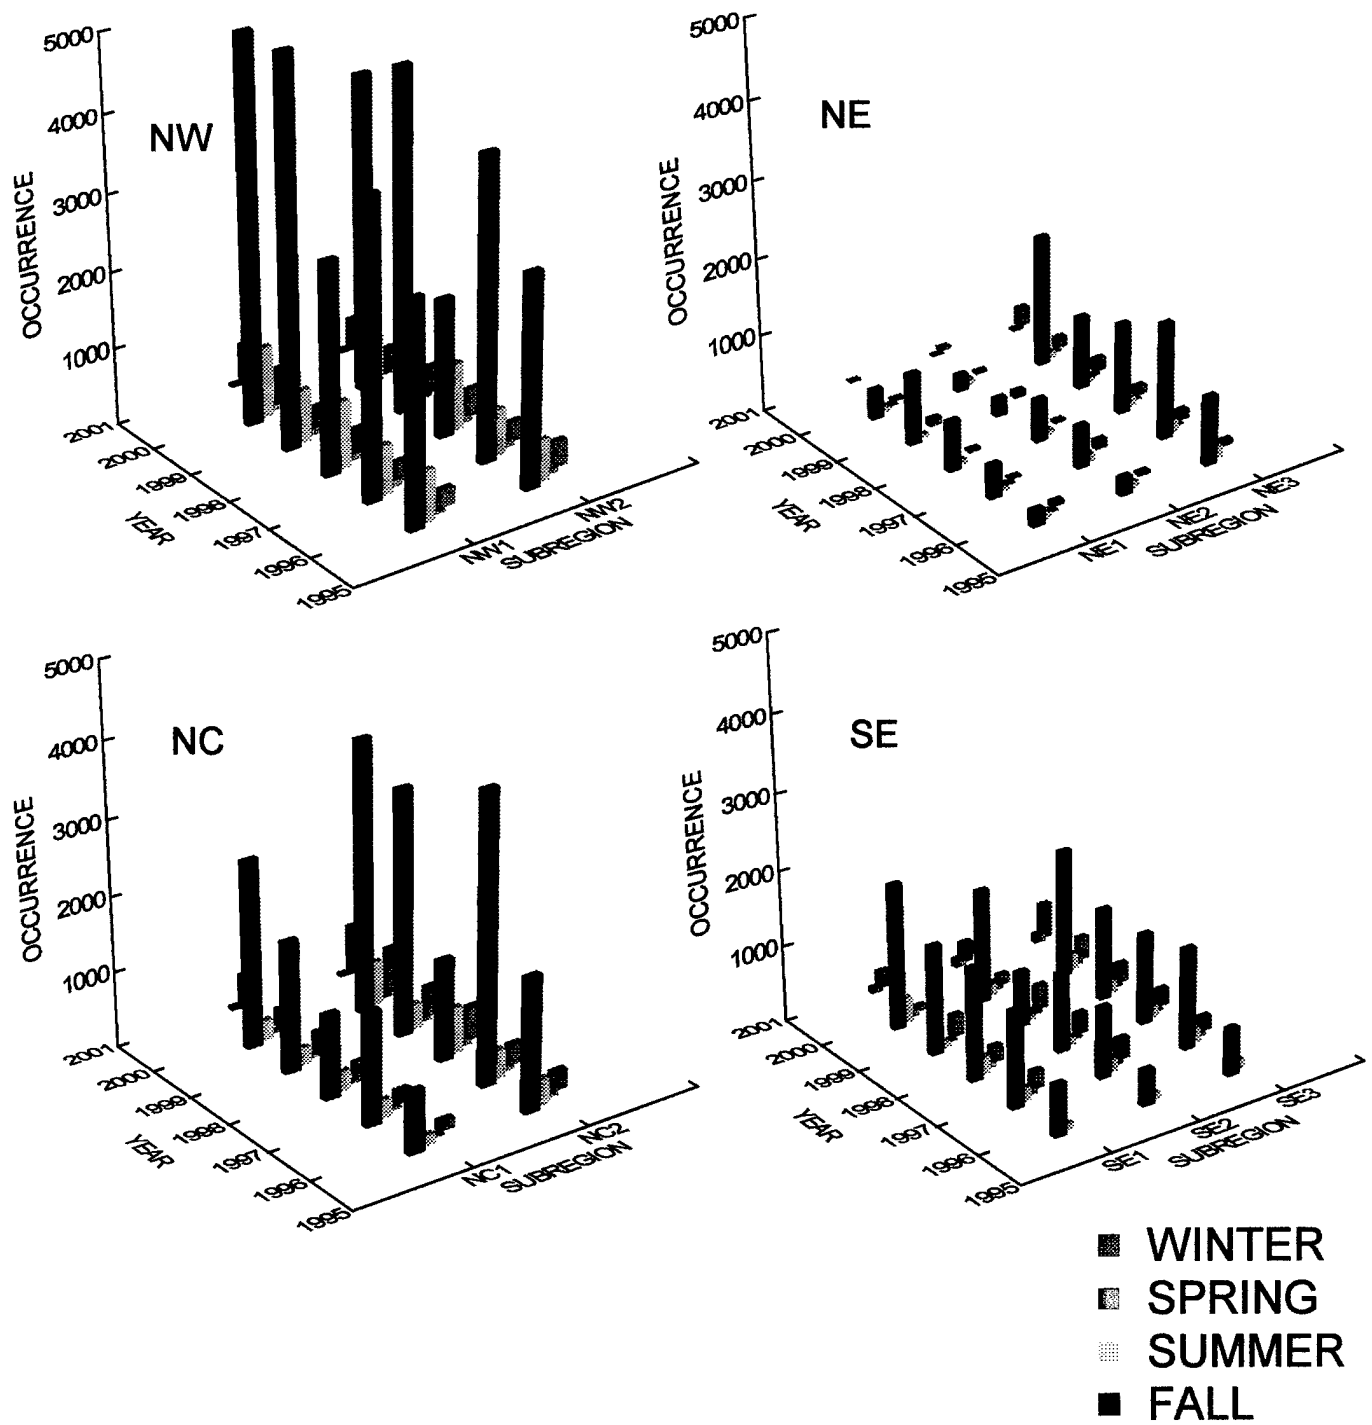 NW
OCCURRENCE
5000
4000
3000
2000
1000
2001
2000
1999
1998
1997
1996
1995
YEAR
NW1
NW2
SUBREGION
NE
OCCURRENCE
5000
4000
3000
2000
1000
2001
2000
1999
1998
1997
1996
1995
YEAR
NE1
NE2
NE3
SUBREGION
NC
OCCURRENCE
5000
4000
3000
2000
1000
2001
2000
1999
1998
1997
1996
1995
YEAR
NC1
NC2
SUBREGION
SE
OCCURRENCE
5000
4000
3000
2000
1000
2001
2000
1999
1998
1997
1996
1995
YEAR
SE1
SE2
SE3
SUBREGION
WINTER
SPRING
SUMMER
FALL